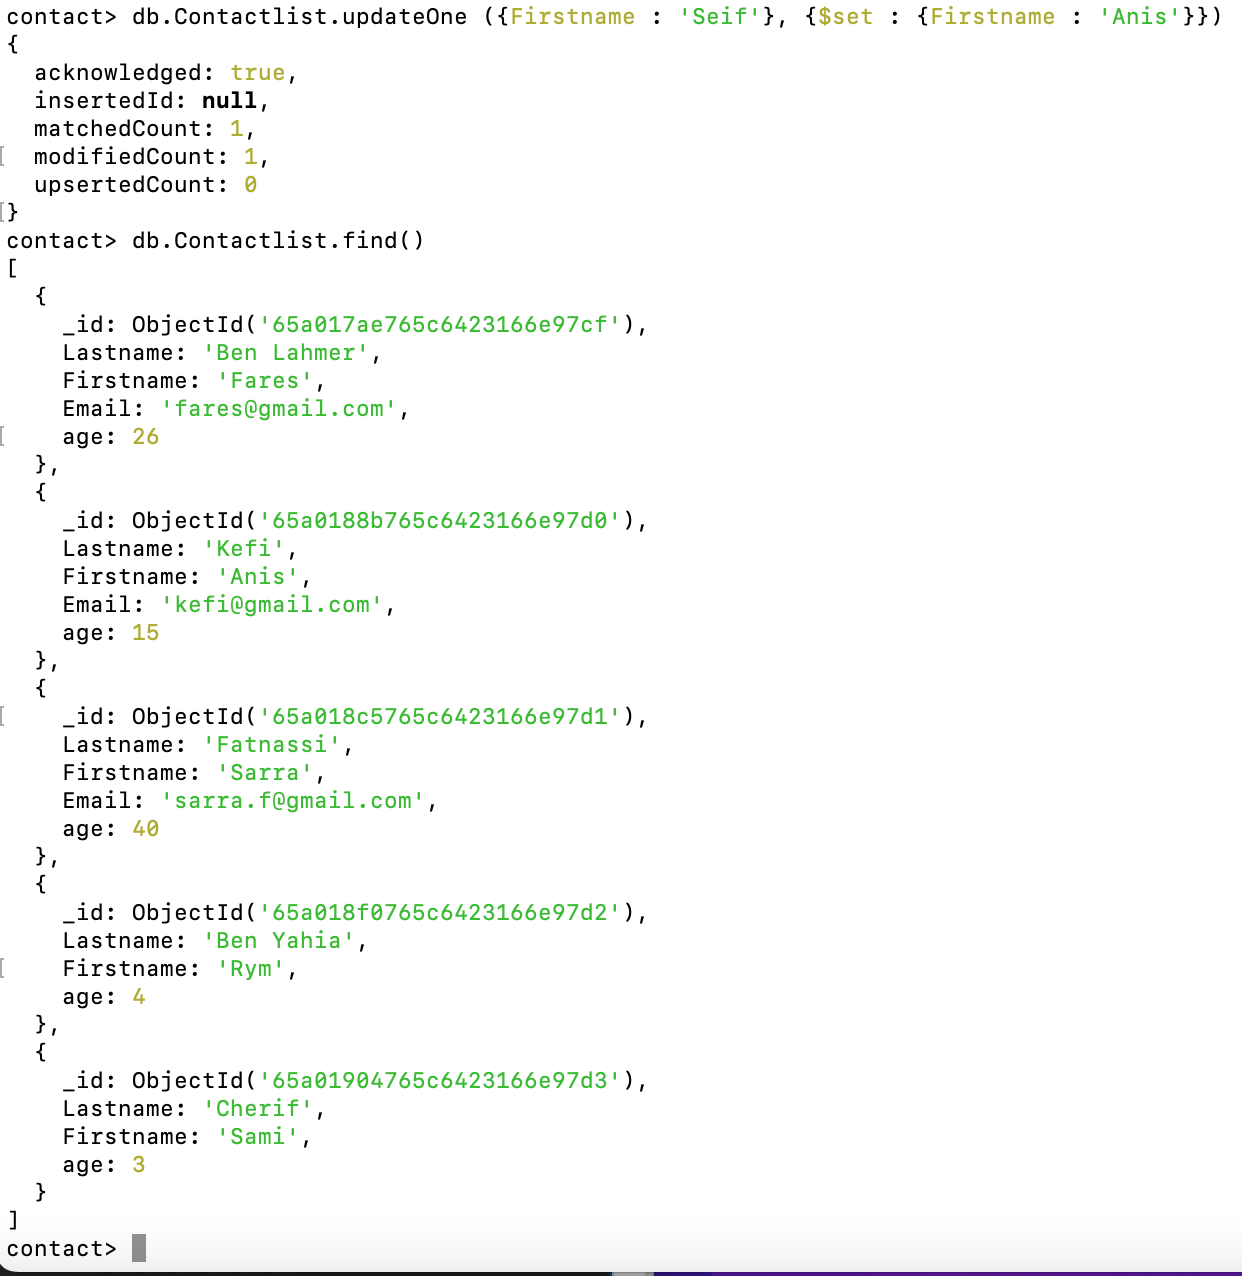 contact> db.Contactlist.updateOne ({Firstname : 'Seif'}, {$set : {Firstname : 'Anis'}})
{
  acknowledged: true,
  insertedId: null,
  matchedCount: 1,
  modifiedCount: 1,
  upsertedCount: 0
}
contact> db.Contactlist.find()
[
  {
    _id: ObjectId('65a017ae765c6423166e97cf'),
    Lastname: 'Ben Lahmer',
    Firstname: 'Fares',
    Email: 'fares@gmail.com',
    age: 26
  },
  {
    _id: ObjectId('65a0188b765c6423166e97d0'),
    Lastname: 'Kefi',
    Firstname: 'Anis',
    Email: 'kefi@gmail.com',
    age: 15
  },
  {
    _id: ObjectId('65a018c5765c6423166e97d1'),
    Lastname: 'Fatnassi',
    Firstname: 'Sarra',
    Email: 'sarra.f@gmail.com',
    age: 40
  },
  {
    _id: ObjectId('65a018f0765c6423166e97d2'),
    Lastname: 'Ben Yahia',
    Firstname: 'Rym',
    age: 4
  },
  {
    _id: ObjectId('65a01904765c6423166e97d3'),
    Lastname: 'Cherif',
    Firstname: 'Sami',
    age: 3
  }
]
contact>